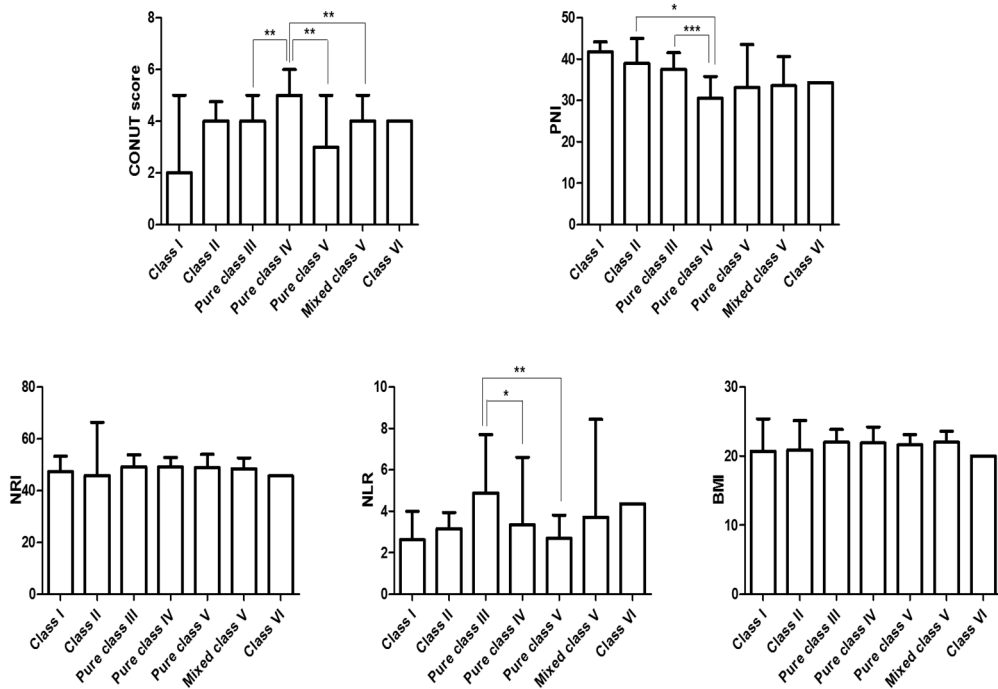 **
**
**
8
6
4
2
0
CONUT score
Class I
Class II
Pure class III
Pure class IV
Pure class V
Mixed class V
Class VI
*
***
50
40
30
20
10
0
PNI
Class I
Class II
Pure class III
Pure class IV
Pure class V
Mixed class V
Class VI
80
60
40
20
0
NRI
Class I
Class II
Pure class III
Pure class IV
Pure class V
Mixed class V
Class VI
**
*
10
8
6
4
2
0
NLR
Class I
Class II
Pure class III
Pure class IV
Pure class V
Mixed class V
Class VI
30
20
10
0
BMI
Class I
Class II
Pure class III
Pure class IV
Pure class V
Mixed class V
Class VI